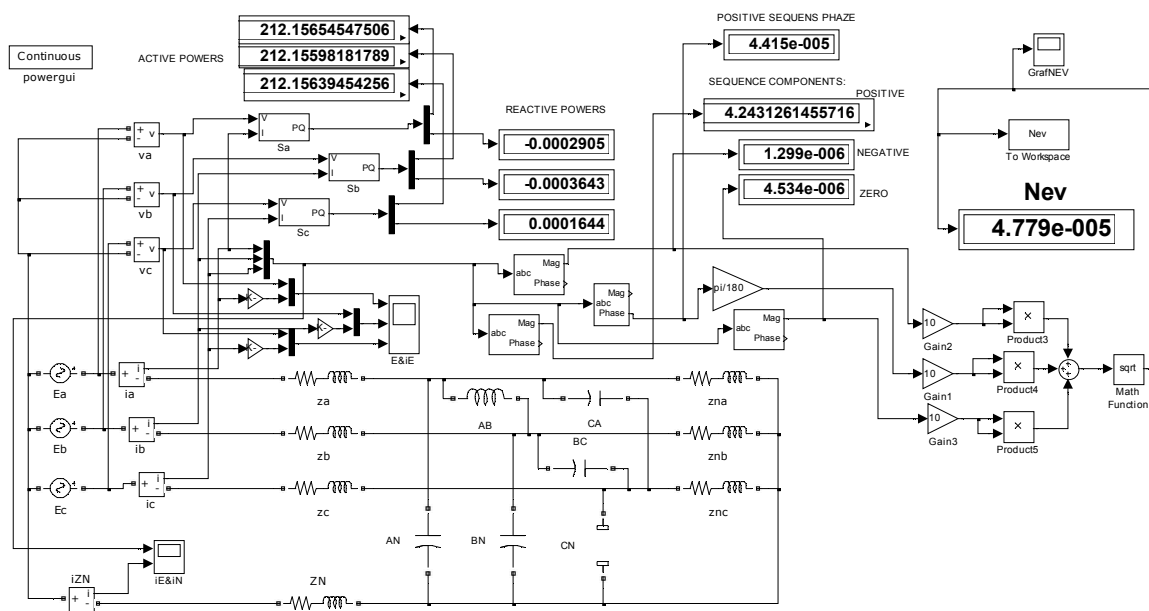 212.15654547506
POSITIVE SEQUENS PHAZE
Continuous
powergui
ACTIVE POWERS
212.15598181789
4.415e-005
GrafNEV
212.15639454256
SEQUENCE COMPONENTS:
POSITIVE
4.2431261455716
REACTIVE POWERS
V
I
PQ
Sa
-0.0002905
+
-
v
va
1.299e-006
NEGATIVE
Nev
To Workspace
V
I
PQ
Sb
-0.0003643
4.534e-006
ZERO
Nev
+
-
v
vb
V
I
PQ
Sc
0.0001644
4.779e-005
+
-
v
vc
abc
Mag
Phase
abc
Mag
Phase
pi/180
abc
Mag
Phase
abc
Mag
Phase
K-
K-
K-
E&iE
10
Gain2
×
Product3
10
Gain1
×
Product4
+
+
+
sqrt
Math
Function
10
Gain3
×
Product5
Ea
+
-
i
ia
za
AB
CA
zna
Eb
+
-
i
ib
zb
BC
znb
Ec
+
-
i
ic
zc
znc
AN
BN
CN
iE&iN
iZN
+
-
i
ZN